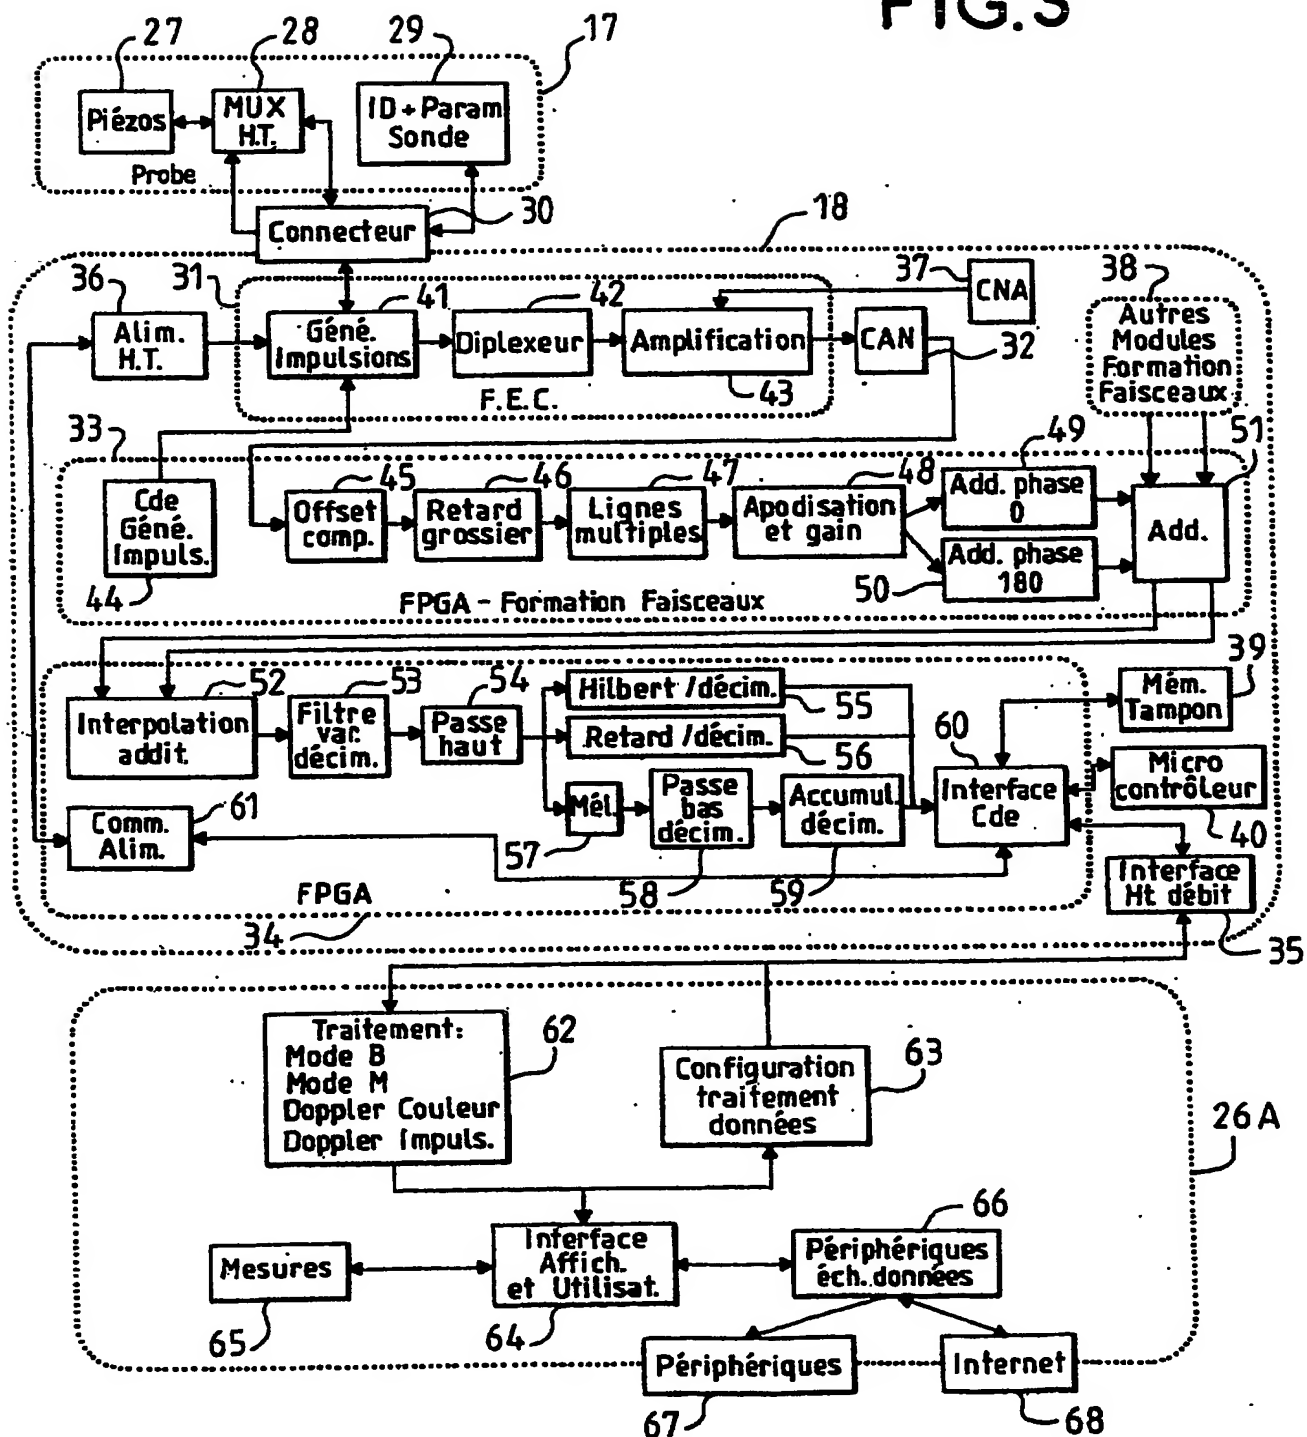 FIG.3
27
28
29
17
Piézos
MUX
H.T.
ID+Param
Sonde
Probe
30
Connecteur
18
36
31
41
42
37
38
Alim.
H.T.
Géné.
Impulsions
Diplexeur
Amplification
CNA
CAN
32
43
F.E.C.
Autres
Modules
Formation
Faisceaux
33
45
46
47
48
49
51
Cde
Géné.
Impuls.
44
Offset
comp.
Retard
grossier
Lignes
multiples
Apodisation
et gain
Add. phase
0
Add. phase
180
50
Add.
FPGA - Formation Faisceaux
52
53
54
39
Interpolation
addit.
Filtre
var.
décim.
Passe
haut
Hilbert /décim.
55
Retard /décim.
56
60
Mém.
Tampon
Mél.
57
Passe
bas
décim.
58
Accumul.
décim.
59
Interface
Cde
Micro
contrôleur
40
61
Comm.
Alim.
FPGA
34
Interface
Ht débit
35
Traitement:
Mode B
Mode M
Doppler Couleur
Doppler Impuls.
62
Configuration
traitement
données
63
26A
66
Mesures
65
Interface
Affich.
et Utilisat.
64
Périphériques
éch. données
Périphériques
67
Internet
68